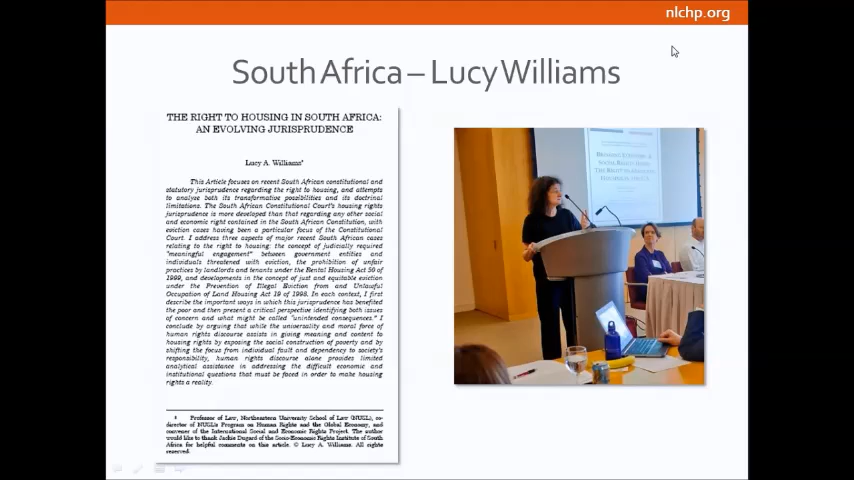 nlchp.org
South Africa – Lucy Williams
THE RIGHT TO HOUSING IN SOUTH AFRICA:
AN EVOLVING JURISPRUDENCE
Lucy A. Williams*
This Article focuses on recent South African constitutional and
statutory jurisprudence regarding the right to housing, and attempts
to analyze both its transformative possibilities and its doctrinal
limitations. The South African Constitutional Court's housing rights
jurisprudence is more developed than that regarding any other social
and economic right contained in the South African Constitution, with
eviction cases having been a particular focus of the Constitutional
Court. I address three aspects of major recent South African cases
relating to the right to housing: the concept of judicially required
"meaningful engagement" between government entities and
individuals threatened with eviction, the prohibition of unfair
practices by landlords and tenants under the Rental Housing Act 50 of
1999, and developments in the concept of just and equitable eviction
under the Prevention of Illegal Eviction from and Unlawful
Occupation of Land Housing Act 19 of 1998. In each context, I first
describe the important ways in which this jurisprudence has benefited
the poor and then present a critical perspective identifying both issues
of concern and what might be called "unintended consequences." I
conclude by arguing that while the universality and moral force of
human rights discourse assists in giving meaning and content to
housing rights by exposing the social construction of poverty and by
shifting the focus from individual fault and dependency to society's
responsibility, human rights discourse alone provides limited
analytical assistance in addressing the difficult economic and
institutional questions that must be faced in order to make housing
rights a reality.
* Professor of Law, Northeastern University School of Law (NUSL), co-
director of NUSL's Program on Human Rights and the Global Economy, and
convener of the International Social and Economic Rights Project. The author
would like to thank Jackie Dugard of the Socio-Economic Rights Institute of South
Africa for helpful comments on this article. © Lucy A. Williams. All rights
reserved.